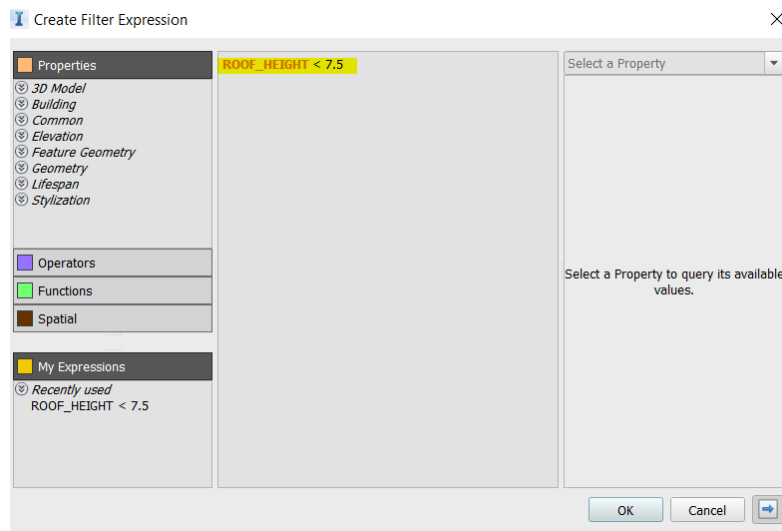 Create Filter Expression
Properties
3D Model
Building
Common
Elevation
Feature Geometry
Geometry
Lifespan
Stylization
Operators
Functions
Spatial
My Expressions
Recently used
ROOF_HEIGHT < 7.5
ROOF_HEIGHT < 7.5
Select a Property
Select a Property to query its available
values.
OK
Cancel